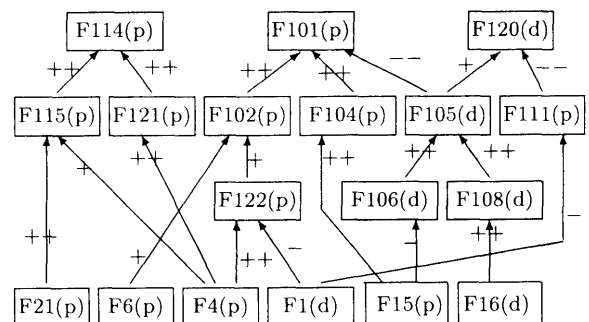 F114(p) F101(p) F120(d)
++ ++ ++ ++ -- + --
F115(p) F121(p) F102(p) F104(p) F105(d) F111(p)
+ ++ + ++ ++ ++
F122(p) F106(d) F108(d)
++ + ++ - - ++ -
F21(p) F6(p) F4(p) F1(d) F15(p) F16(d)